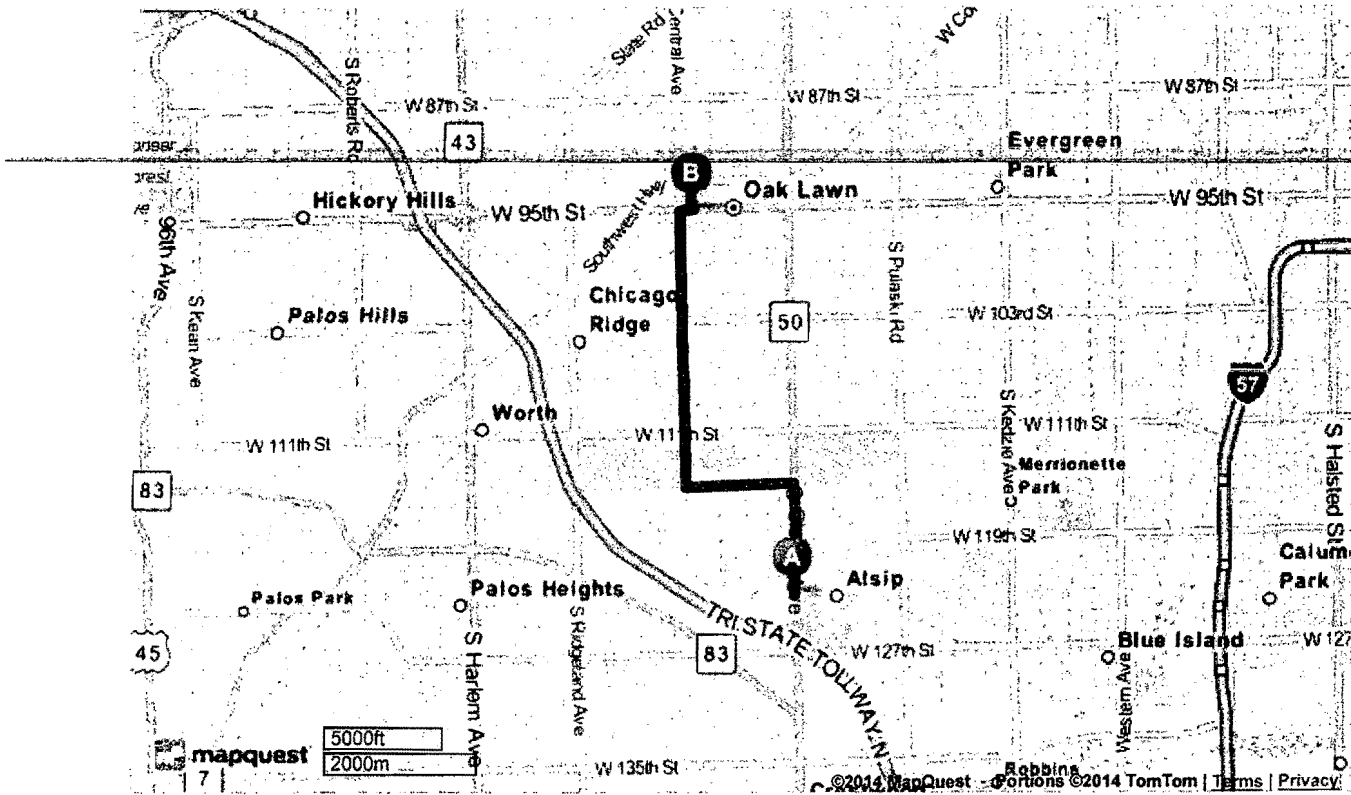 Slate Rd
Central Ave
S Roberts Rd
W 87th St
W 87th St
W 87th St
43
Evergreen
Park
B
Hickory Hills
W 95th St
Southwest Hwy
Oak Lawn
W 95th St
96th Ave
S Kean Ave
Palos Hills
Chicago
Ridge
50
S Pulaski Rd
W 103rd St
57
Worth
W 111th St
W 111th St
W 111th St
S Kedzie Ave
Merrionette
Park
S Halsted St
83
W 119th St
A
Alsip
Calum
Park
Palos Park
Palos Heights
S Ridgeland Ave
TRI STATE TOLLWAY N
45
S Harlem Ave
83
W 127th St
Blue Island
W 127
Western Ave
mapquest
7
5000ft
2000m
W 135th St
Robbins
©2014 MapQuest - Portions ©2014 TomTom | Terms | Privacy